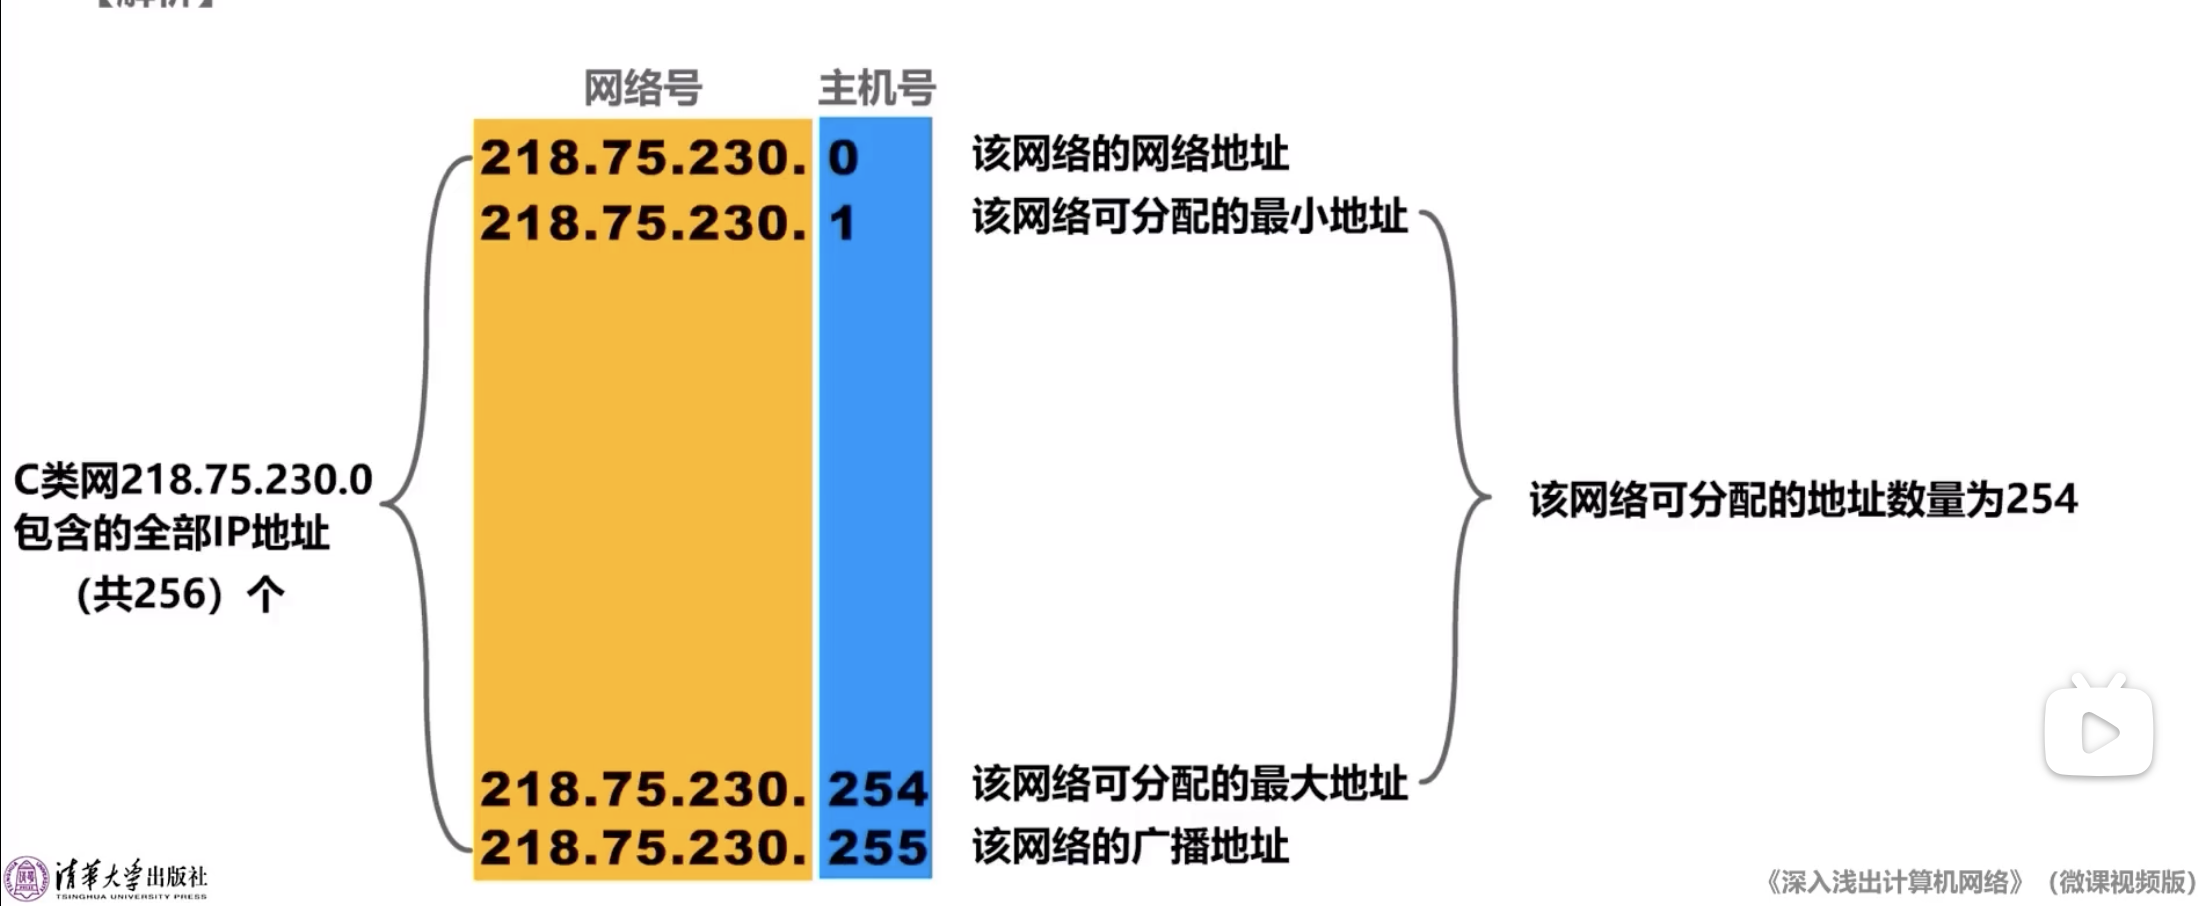 【解析】
网络号 主机号
218.75.230. 0 该网络的网络地址
218.75.230. 1 该网络可分配的最小地址
C类网218.75.230.0
包含的全部IP地址
（共256）个
该网络可分配的地址数量为254
218.75.230. 254 该网络可分配的最大地址
218.75.230. 255 该网络的广播地址
清华大学出版社
TSINGHUA UNIVERSITY PRESS
《深入浅出计算机网络》（微课视频版）